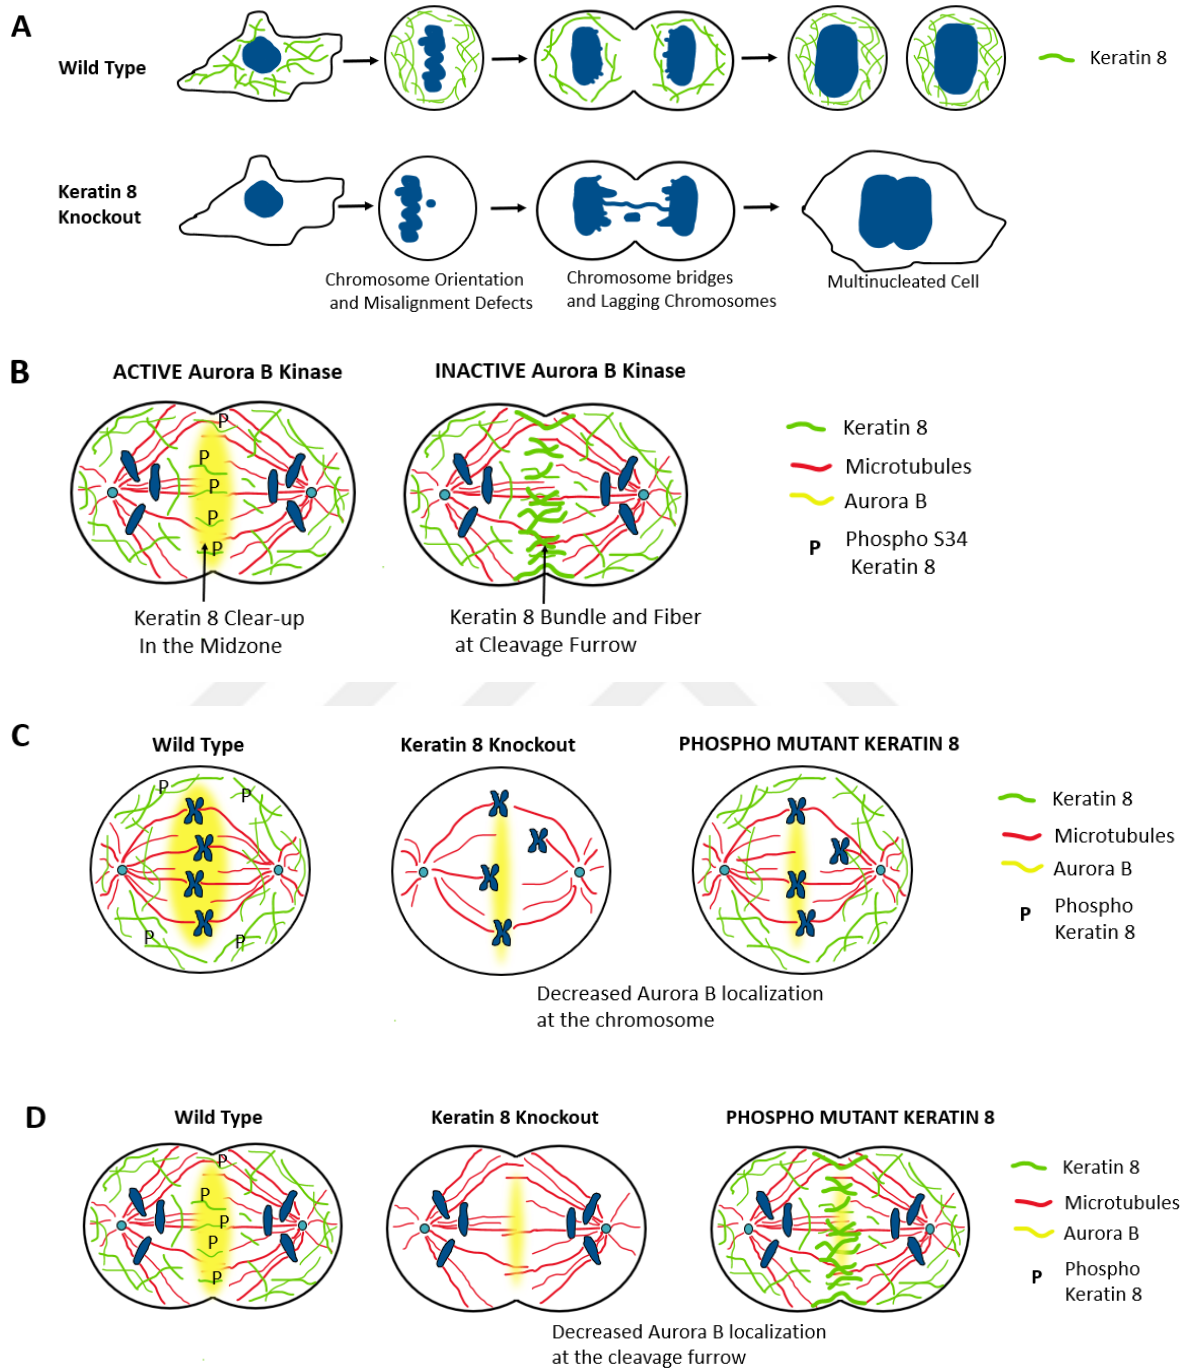 A
Wild Type
Keratin 8
Keratin 8
Knockout
Chromosome Orientation
and Misalignment Defects
Chromosome bridges
and Lagging Chromosomes
Multinucleated Cell
B
ACTIVE Aurora B Kinase
INACTIVE Aurora B Kinase
P
P
P
P
P
Keratin 8
Microtubules
Aurora B
P Phospho S34
Keratin 8
Keratin 8 Clear-up
In the Midzone
Keratin 8 Bundle and Fiber
at Cleavage Furrow
C
Wild Type
Keratin 8 Knockout
PHOSPHO MUTANT KERATIN 8
P
P
P
P
Keratin 8
Microtubules
Aurora B
P Phospho
Keratin 8
Decreased Aurora B localization
at the chromosome
D
Wild Type
Keratin 8 Knockout
PHOSPHO MUTANT KERATIN 8
P
P
P
P
P
Keratin 8
Microtubules
Aurora B
P Phospho
Keratin 8
Decreased Aurora B localization
at the cleavage furrow